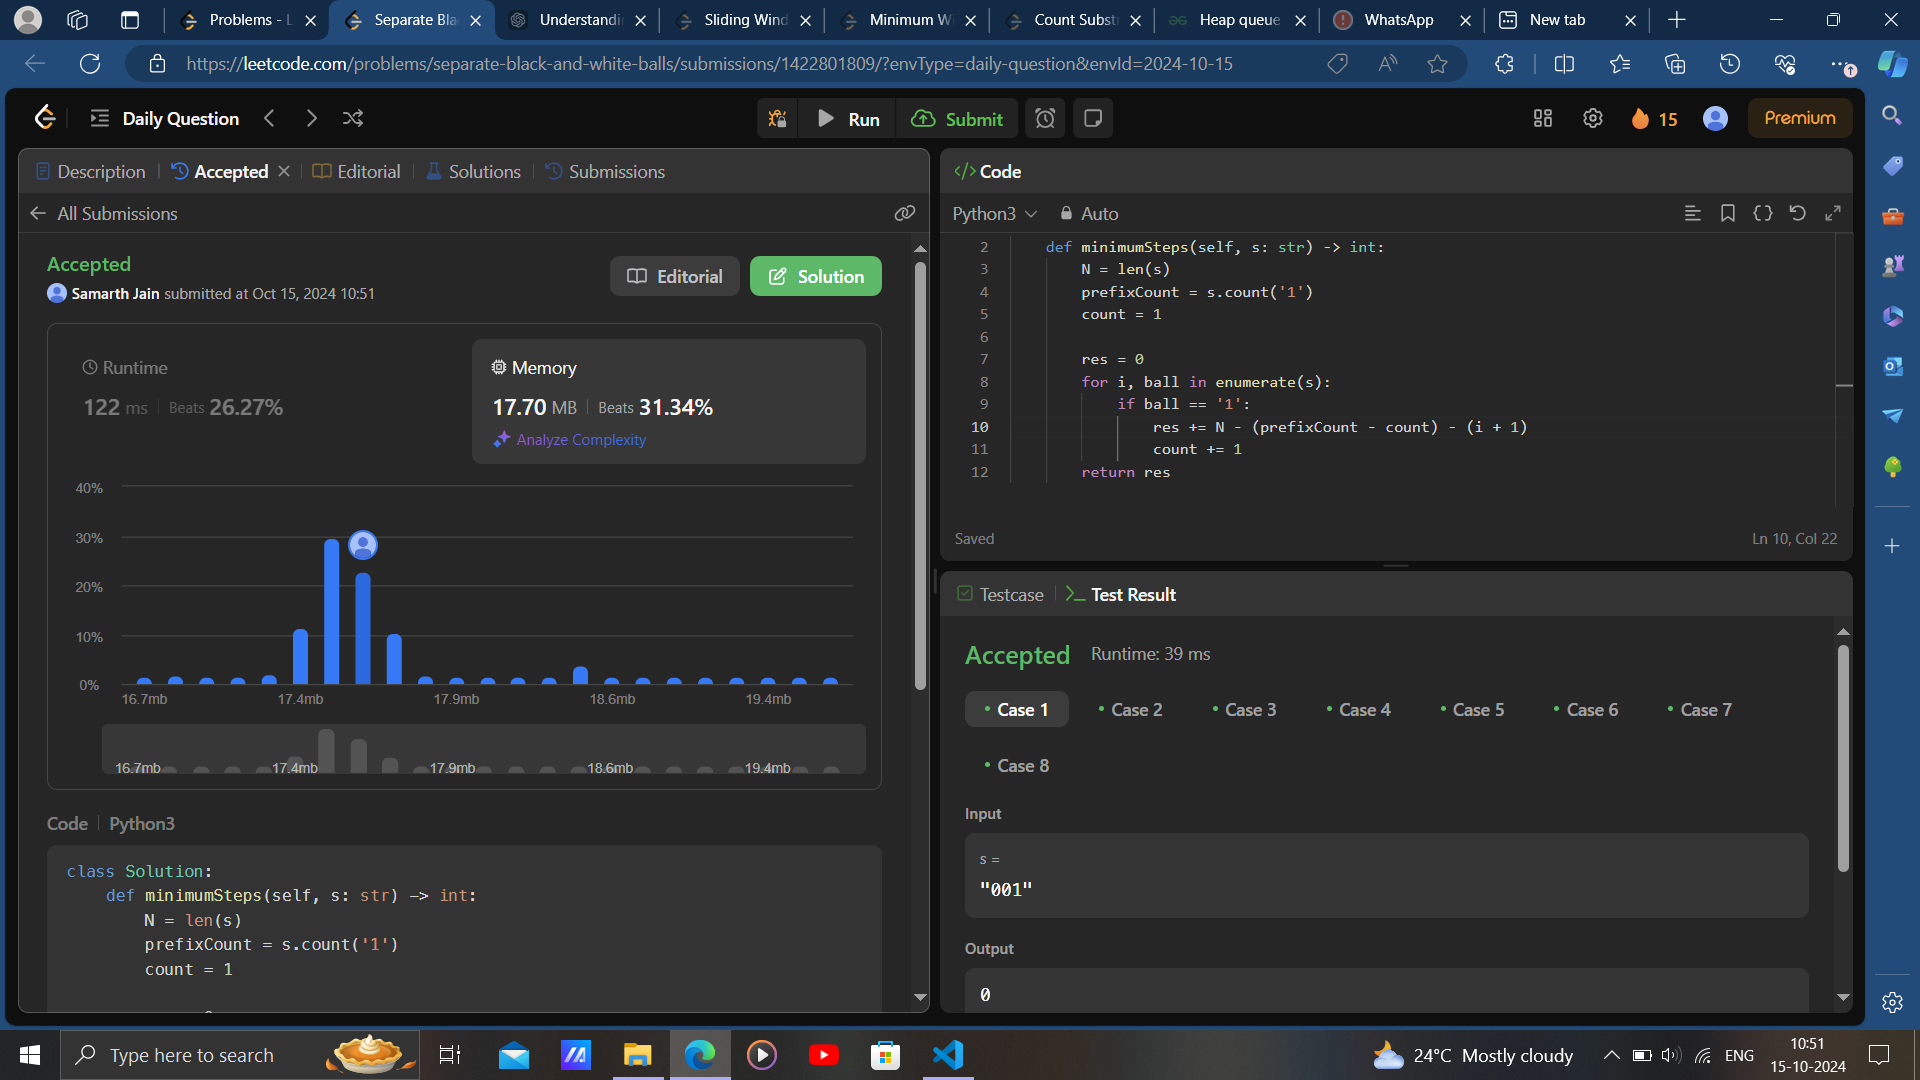 Problems - L
Separate Bla
Understandin
Sliding Wind
Minimum Wi
Count Substr
Heap queue
WhatsApp
New tab
https://leetcode.com/problems/separate-black-and-white-balls/submissions/1422801809/?envType=daily-question&envId=2024-10-15
Daily Question
Run
Submit
15
Premium
Description
Accepted
Editorial
Solutions
Submissions
All Submissions
Accepted
Samarth Jain submitted at Oct 15, 2024 10:51
Editorial
Solution
Runtime
122 ms
Beats 26.27%
Memory
17.70 MB
Beats 31.34%
Analyze Complexity
40%
30%
20%
10%
0%
16.7mb 17.4mb 17.9mb 18.6mb 19.4mb
16.7mb 17.4mb 17.9mb 18.6mb 19.4mb
Code | Python3
class Solution:
    def minimumSteps(self, s: str) -> int:
        N = len(s)
        prefixCount = s.count('1')
        count = 1
</> Code
Python3
Auto
2 def minimumSteps(self, s: str) -> int:
3 N = len(s)
4 prefixCount = s.count('1')
5 count = 1
6
7 res = 0
8 for i, ball in enumerate(s):
9 if ball == '1':
10 res += N - (prefixCount - count) - (i + 1)
11 count += 1
12 return res
Saved
Ln 10, Col 22
Testcase
Test Result
Accepted
Runtime: 39 ms
Case 1
Case 2
Case 3
Case 4
Case 5
Case 6
Case 7
Case 8
Input
s =
"001"
Output
0
Type here to search
24°C Mostly cloudy
ENG
10:51
15-10-2024